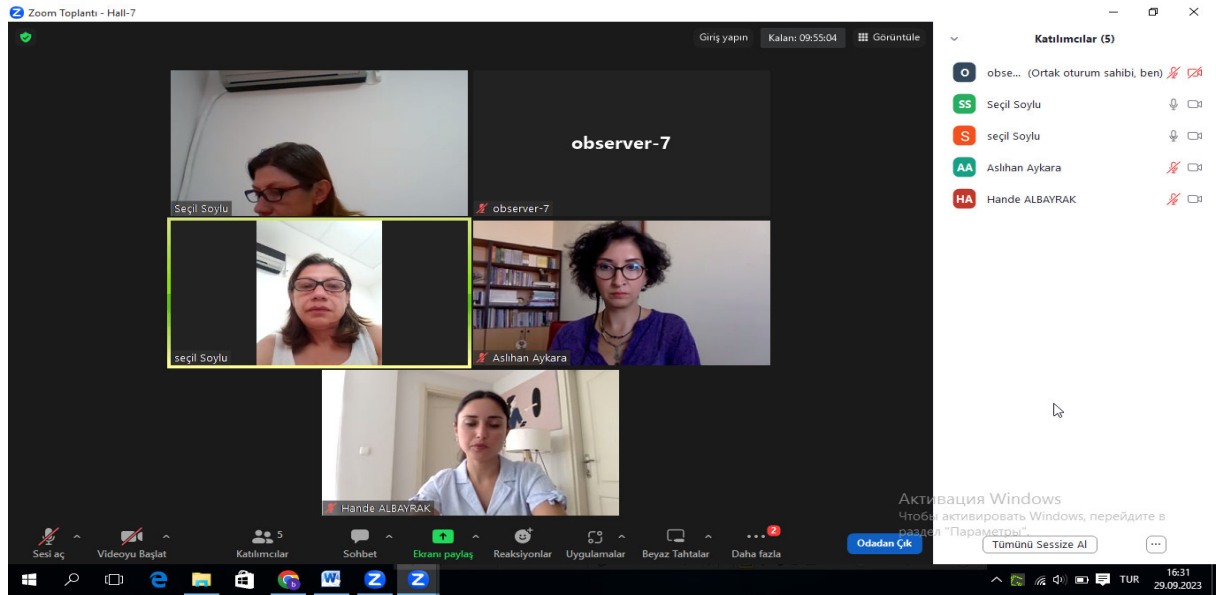 Zoom Toplantı - Hall-7
Giriş yapın
Kalan: 09:55:04
Görüntüle
Seçil Soylu
observer-7
observer-7
seçil Soylu
Aslıhan Aykara
Hande ALBAYRAK
Katılımcılar (5)
O obse... (Ortak oturum sahibi, ben)
SS Seçil Soylu
S seçil Soylu
AA Aslıhan Aykara
HA Hande ALBAYRAK
Активация Windows
Чтобы активировать Windows, перейдите в
раздел "Параметры".
Sesi aç
Videoyu Başlat
5
Katılımcılar
Sohbet
Ekranı paylaş
Reaksiyonlar
Uygulamalar
Beyaz Tahtalar
2
Daha fazla
Odadan Çık
Tümünü Sessize Al
TUR
16:31
29.09.2023